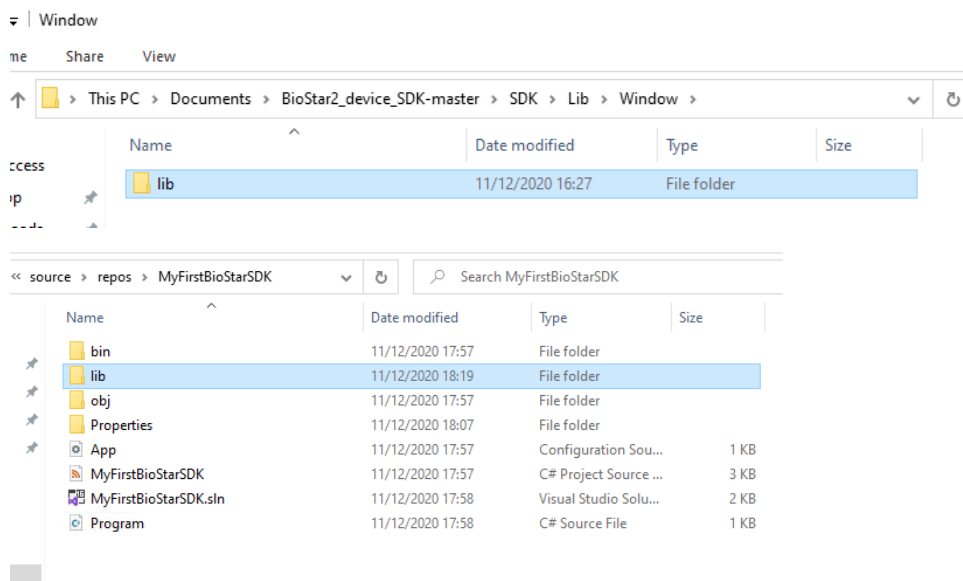 Window
me Share View
This PC > Documents > BioStar2_device_SDK-master > SDK > Lib > Window >
Name Date modified Type Size
ccess
lib 11/12/2020 16:27 File folder
op
« source > repos > MyFirstBioStarSDK Search MyFirstBioStarSDK
Name Date modified Type Size
bin 11/12/2020 17:57 File folder
lib 11/12/2020 18:19 File folder
obj 11/12/2020 17:57 File folder
Properties 11/12/2020 18:07 File folder
App 11/12/2020 17:57 Configuration Sou... 1 KB
MyFirstBioStarSDK 11/12/2020 17:57 C# Project Source ... 3 KB
MyFirstBioStarSDK.sln 11/12/2020 17:58 Visual Studio Solu... 2 KB
Program 11/12/2020 17:58 C# Source File 1 KB